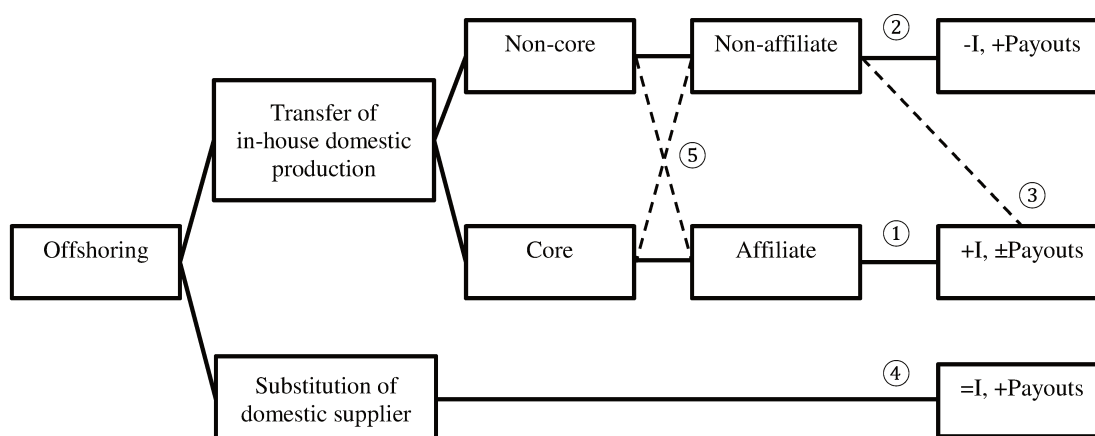 ②
Non-core
Non-affiliate
-I, +Payouts
Transfer of
in-house domestic
production
⑤
③
①
Offshoring
Core
Affiliate
+I, ±Payouts
④
Substitution of
domestic supplier
=I, +Payouts